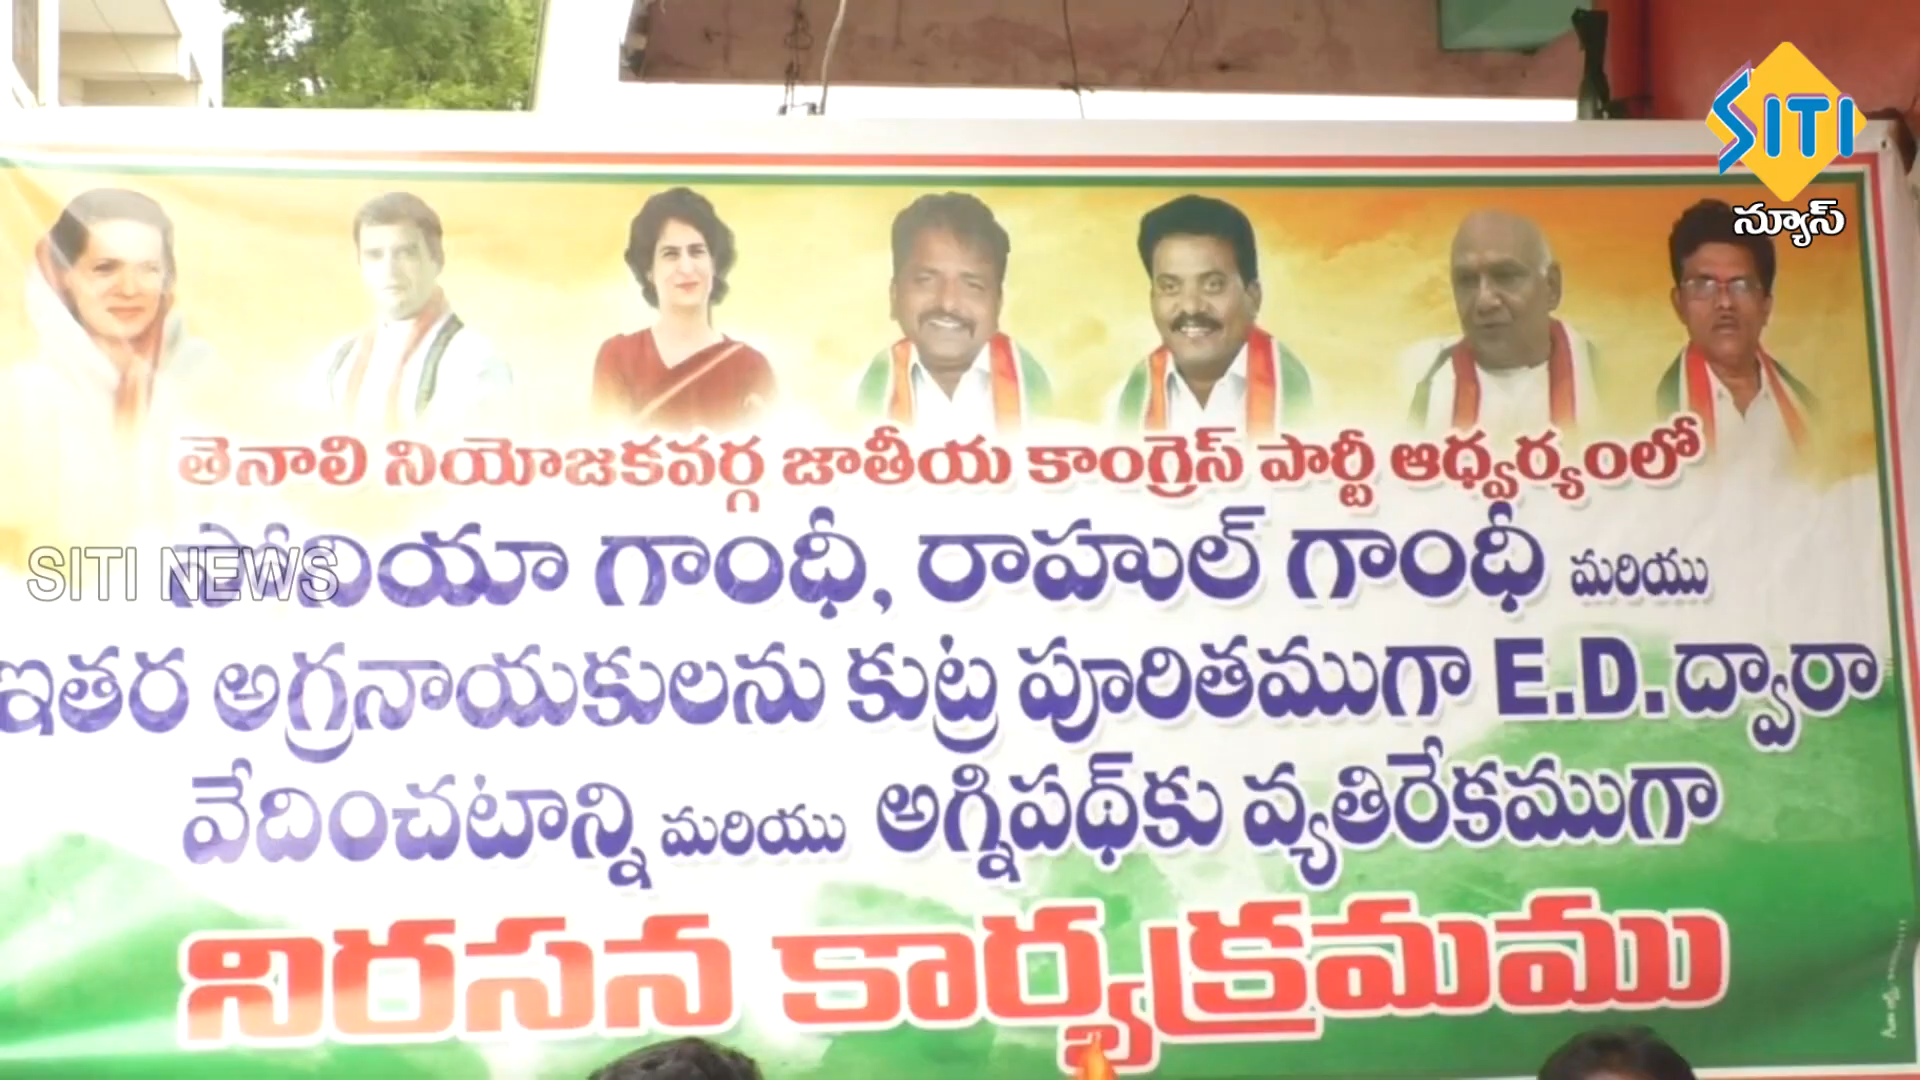 SITI
న్యూస్
తెనాలి నియోజకవర్గ జాతీయ కాంగ్రెస్ పార్టీ ఆధ్వర్యంలో
సోనియా గాంధీ, రాహుల్ గాంధీ మరియు
SITI NEWS
ఇతర అగ్రనాయకులను కుట్ర పూరితముగా E.D. ద్వారా
వేదించటాన్ని మరియు అగ్నిపథ్‌కు వ్యతిరేకముగా
నిరసన కార్యక్రమము